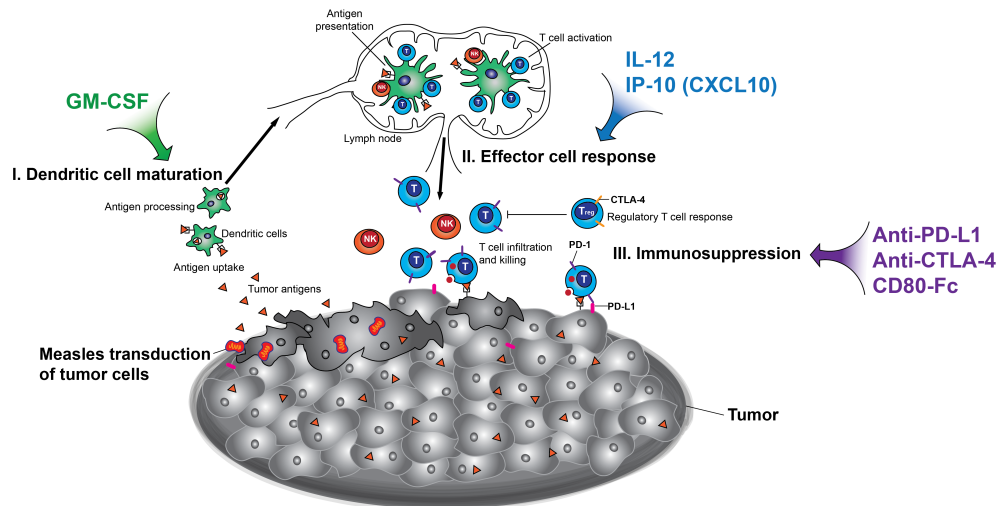 Antigen
presentation
T cell activation
IL-12
IP-10 (CXCL10)
GM-CSF
NK
T
T
NK
T
T
NK
T
T
T
Lymph node
II. Effector cell response
I. Dendritic cell maturation
Antigen processing
Dendritic cells
Antigen uptake
T
NK
T
Treg
CTLA-4
Regulatory T cell response
NK
T
T
T cell infiltration
and killing
PD-1
III. Immunosuppression
Anti-PD-L1
Anti-CTLA-4
CD80-Fc
T
PD-L1
Tumor antigens
Measles transduction
of tumor cells
Tumor